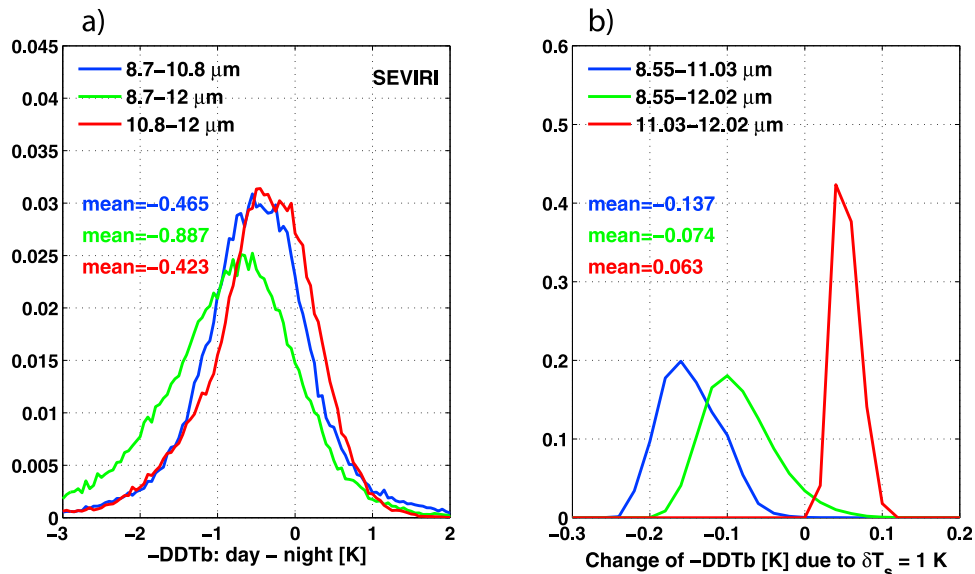 a)
0.045
0.04
0.035
0.03
0.025
0.02
0.015
0.01
0.005
0
8.7−10.8 μm
8.7−12 μm
10.8−12 μm
SEVIRI
mean=−0.465
mean=−0.887
mean=−0.423
−3 −2 −1 0 1 2
−DDTb: day − night [K]
b)
0.6
0.5
0.4
0.3
0.2
0.1
0
8.55−11.03 μm
8.55−12.02 μm
11.03−12.02 μm
mean=−0.137
mean=−0.074
mean=0.063
−0.3 −0.2 −0.1 0 0.1 0.2
Change of −DDTb [K] due to δTs = 1 K